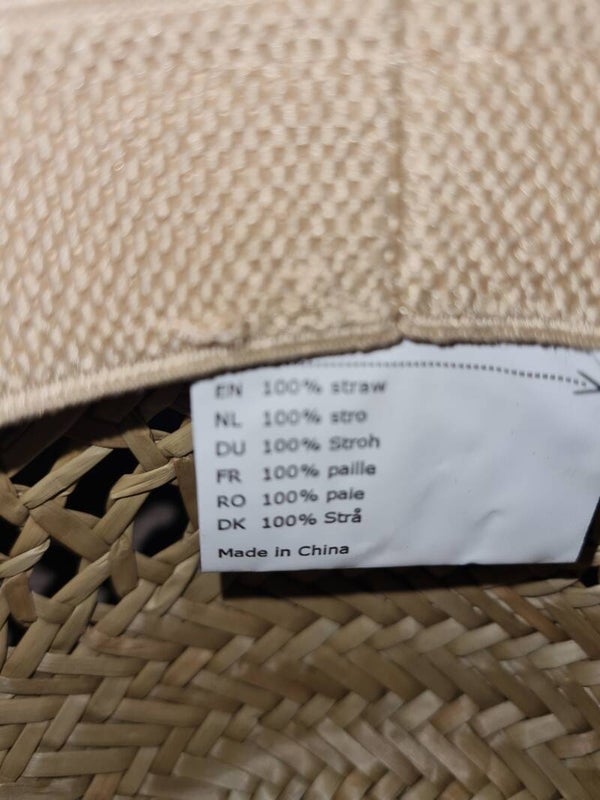 EN 100% straw
NL 100% stro
DU 100% Stroh
FR 100% paille
RO 100% paie
DK 100% Strå
Made in China